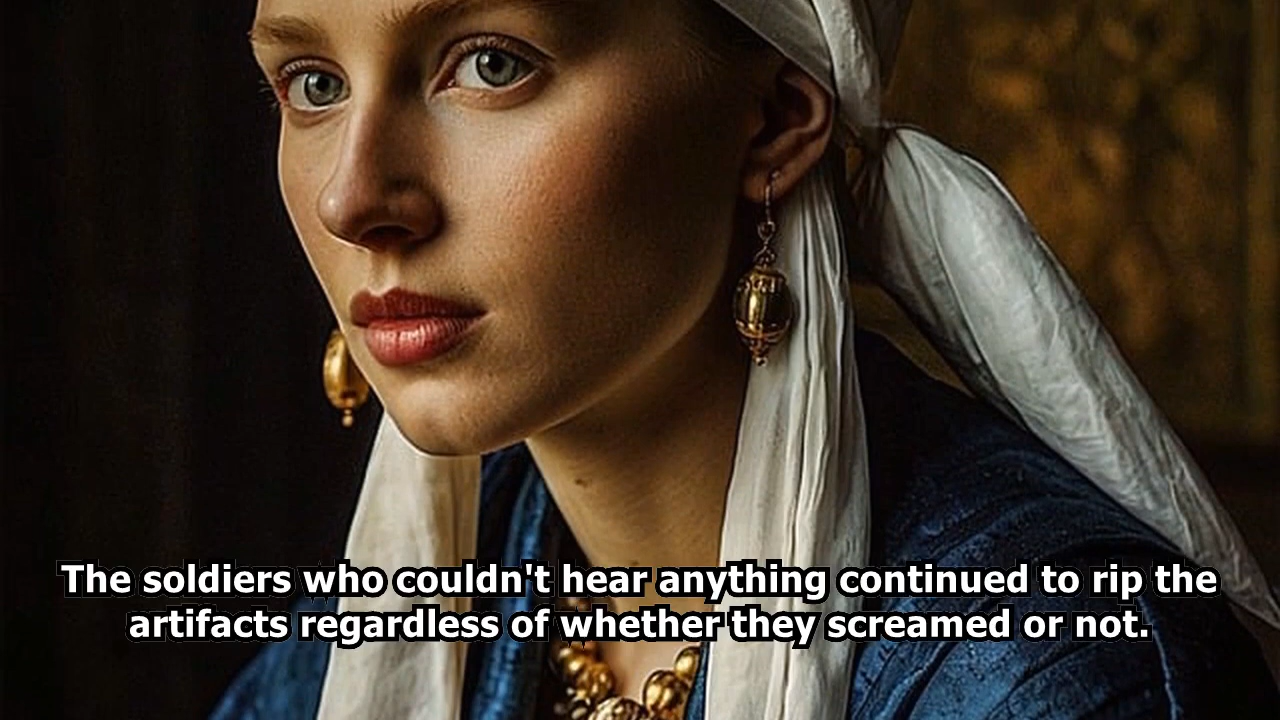 The soldiers who couldn't hear anything continued to rip the
artifacts regardless of whether they screamed or not.